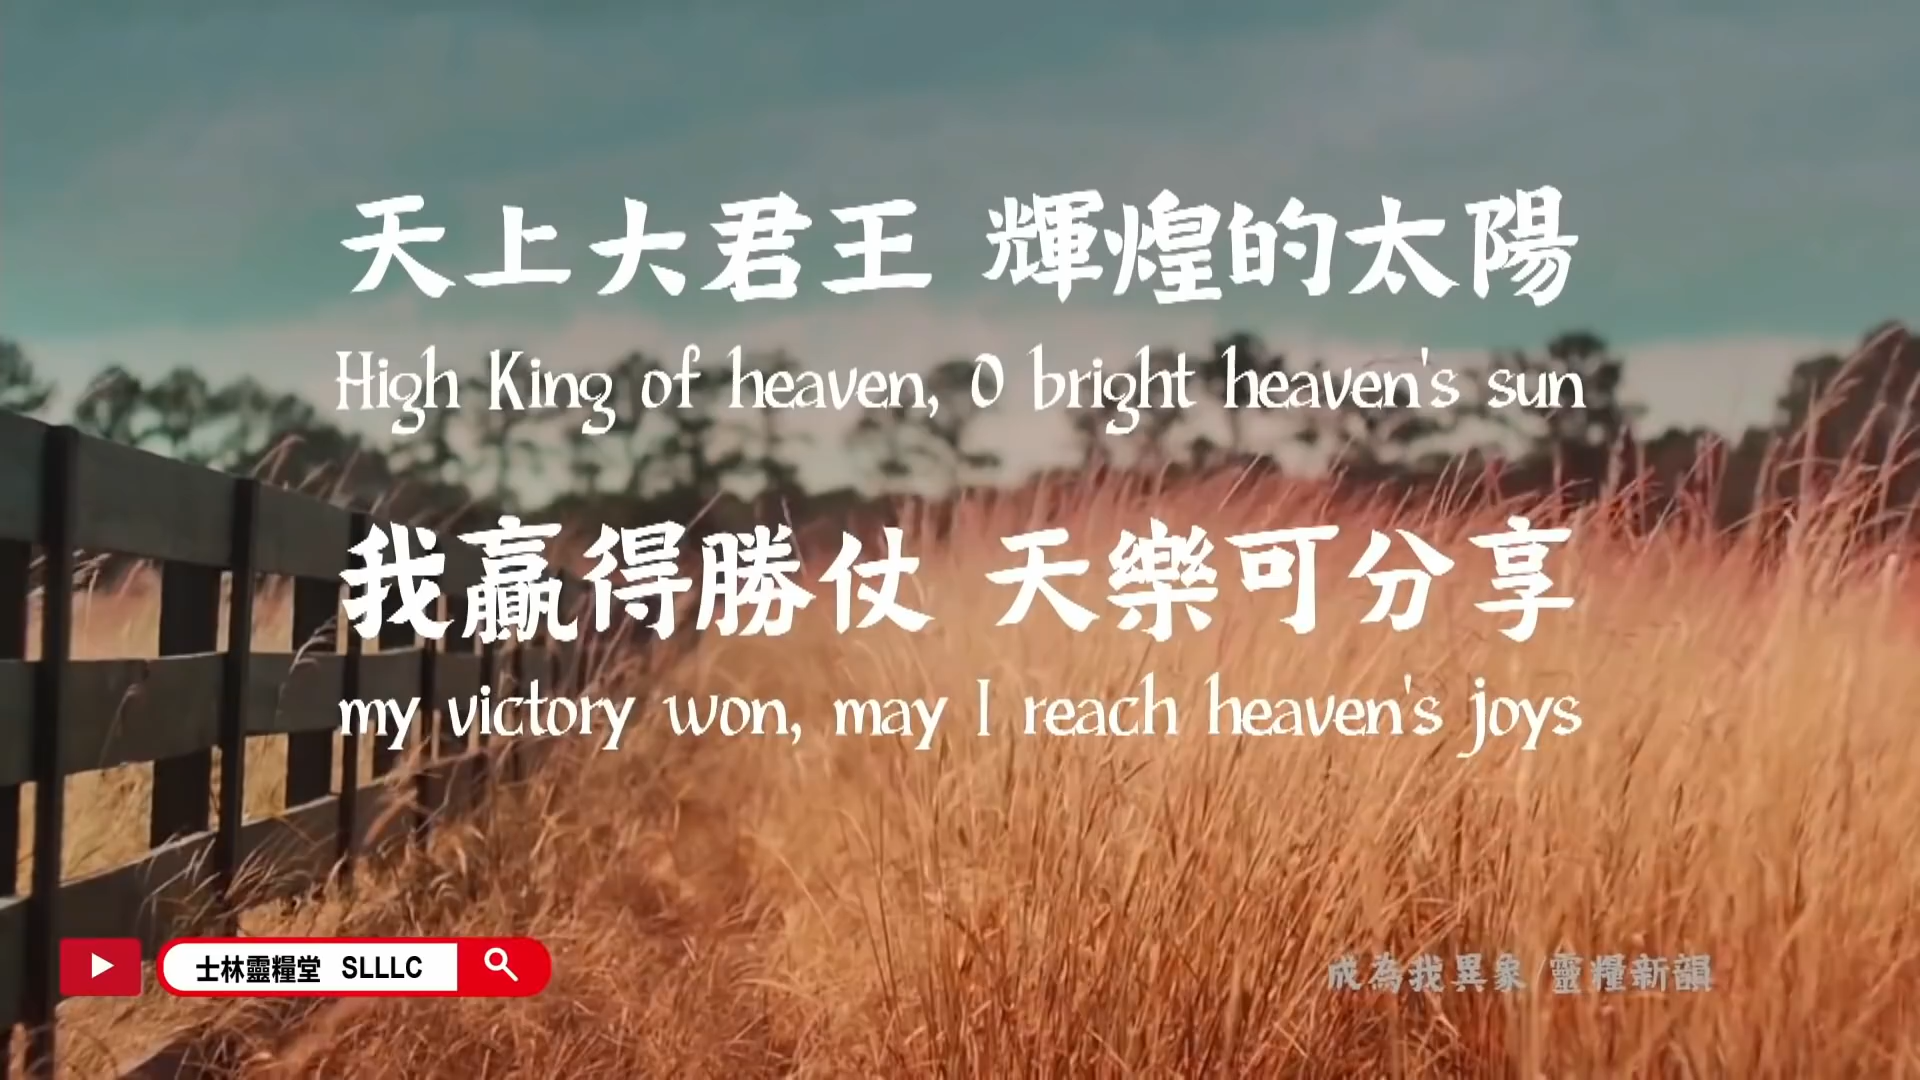 天上大君王 輝煌的太陽
High King of heaven, O bright heaven's sun
我贏得勝仗 天樂可分享
my victory won, may I reach heaven's joys
士林靈糧堂 SLLLC
成為我異象/靈糧新韻